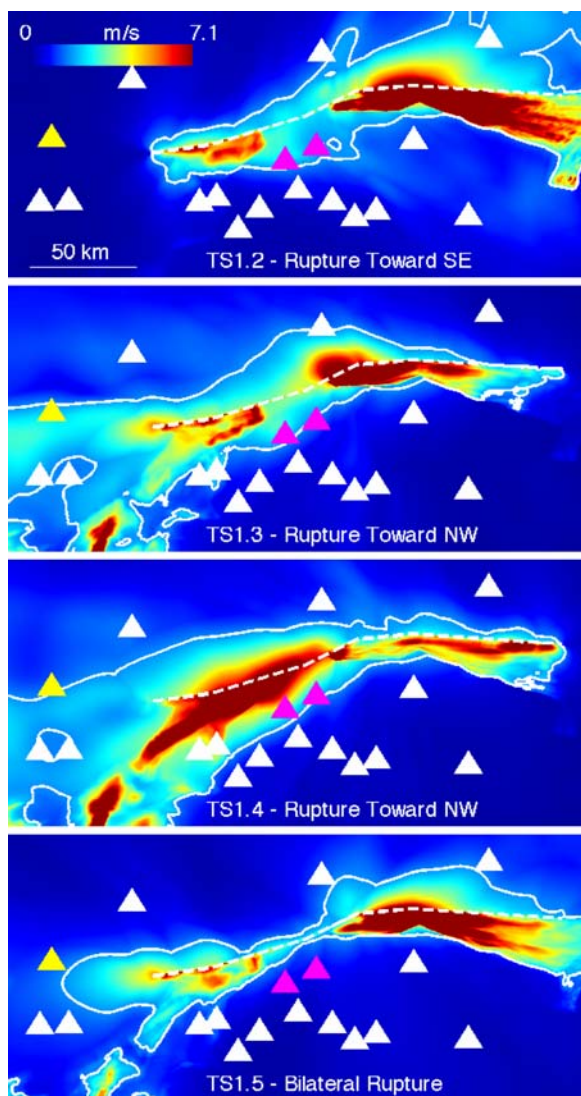 0 m/s 7.1
50 km
TS1.2 - Rupture Toward SE
TS1.3 - Rupture Toward NW
TS1.4 - Rupture Toward NW
TS1.5 - Bilateral Rupture